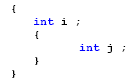 {
int i ;
{
int j ;
}
}